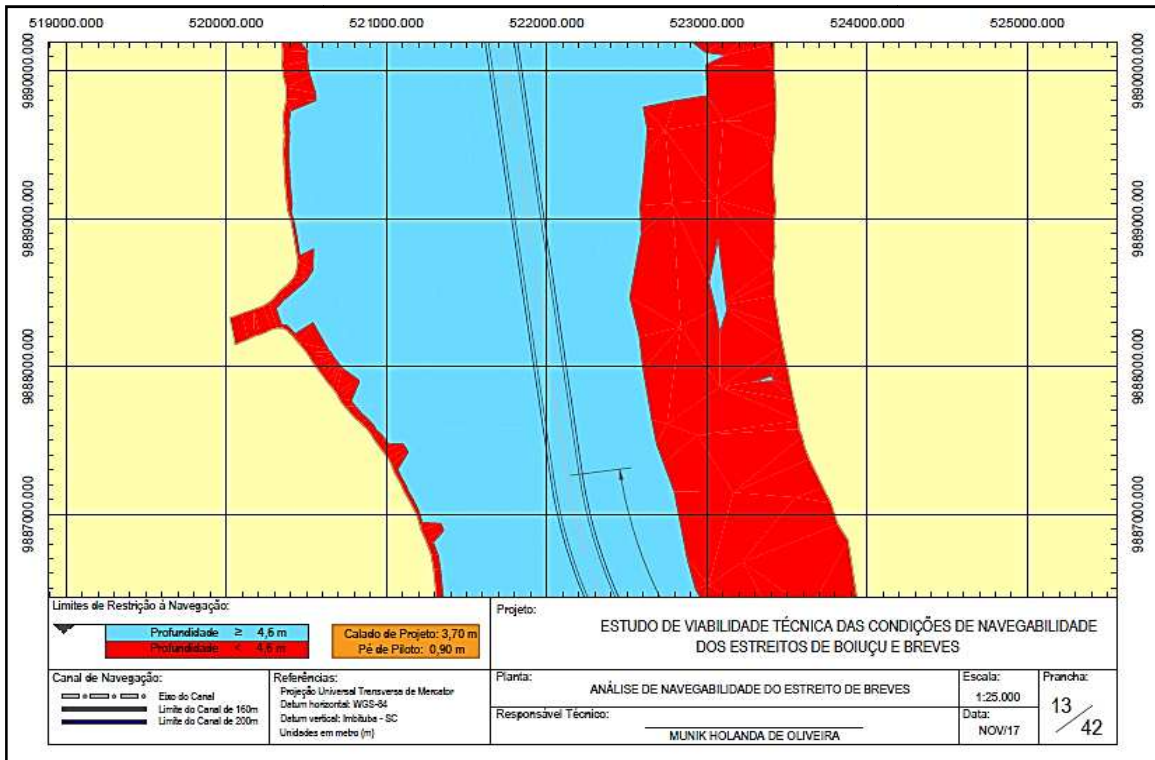 519000.000 520000.000 521000.000 522000.000 523000.000 524000.000 525000.000
9890000.000 9890000.000
9889000.000 9889000.000
9888000.000 9888000.000
9887000.000 9887000.000
Limites de Restrição à Navegação:
Profundidade ≥ 4,6 m
Profundidade < 4,6 m
Calado de Projeto: 3,70 m
Pé de Piloto: 0,90 m
Canal de Navegação:
Eixo do Canal
Limite do Canal de 160m
Limite do Canal de 200m
Referências:
Projeção Universal Transversa de Mercator
Datum horizontal: WGS-84
Datum vertical: Imbituba - SC
Unidades em metro (m)
Projeto:
ESTUDO DE VIABILIDADE TÉCNICA DAS CONDIÇÕES DE NAVEGABILIDADE
DOS ESTREITOS DE BOIUÇU E BREVES
Planta:
ANÁLISE DE NAVEGABILIDADE DO ESTREITO DE BREVES
Responsável Técnico:
MUNIK HOLANDA DE OLIVEIRA
Escala:
1:25.000
Data:
NOV/17
Prancha:
13/42